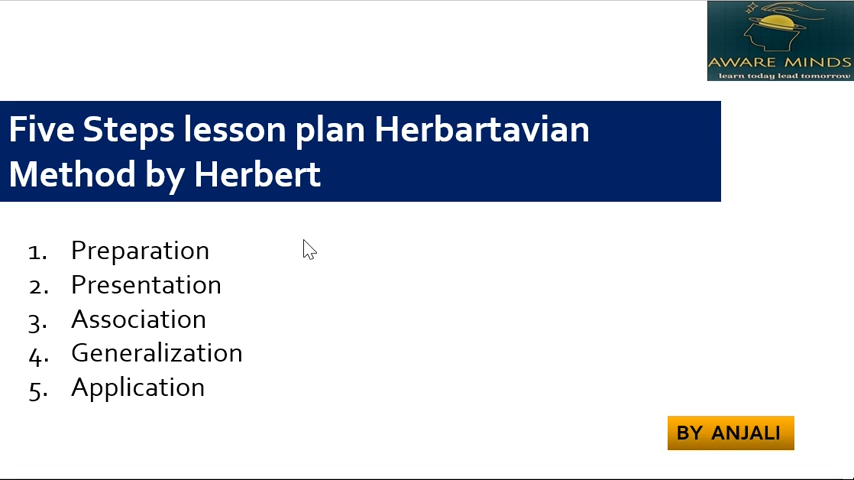 AWARE MINDS
learn today lead tomorrow
Five Steps lesson plan Herbartavian
Method by Herbert
1. Preparation
2. Presentation
3. Association
4. Generalization
5. Application
BY ANJALI